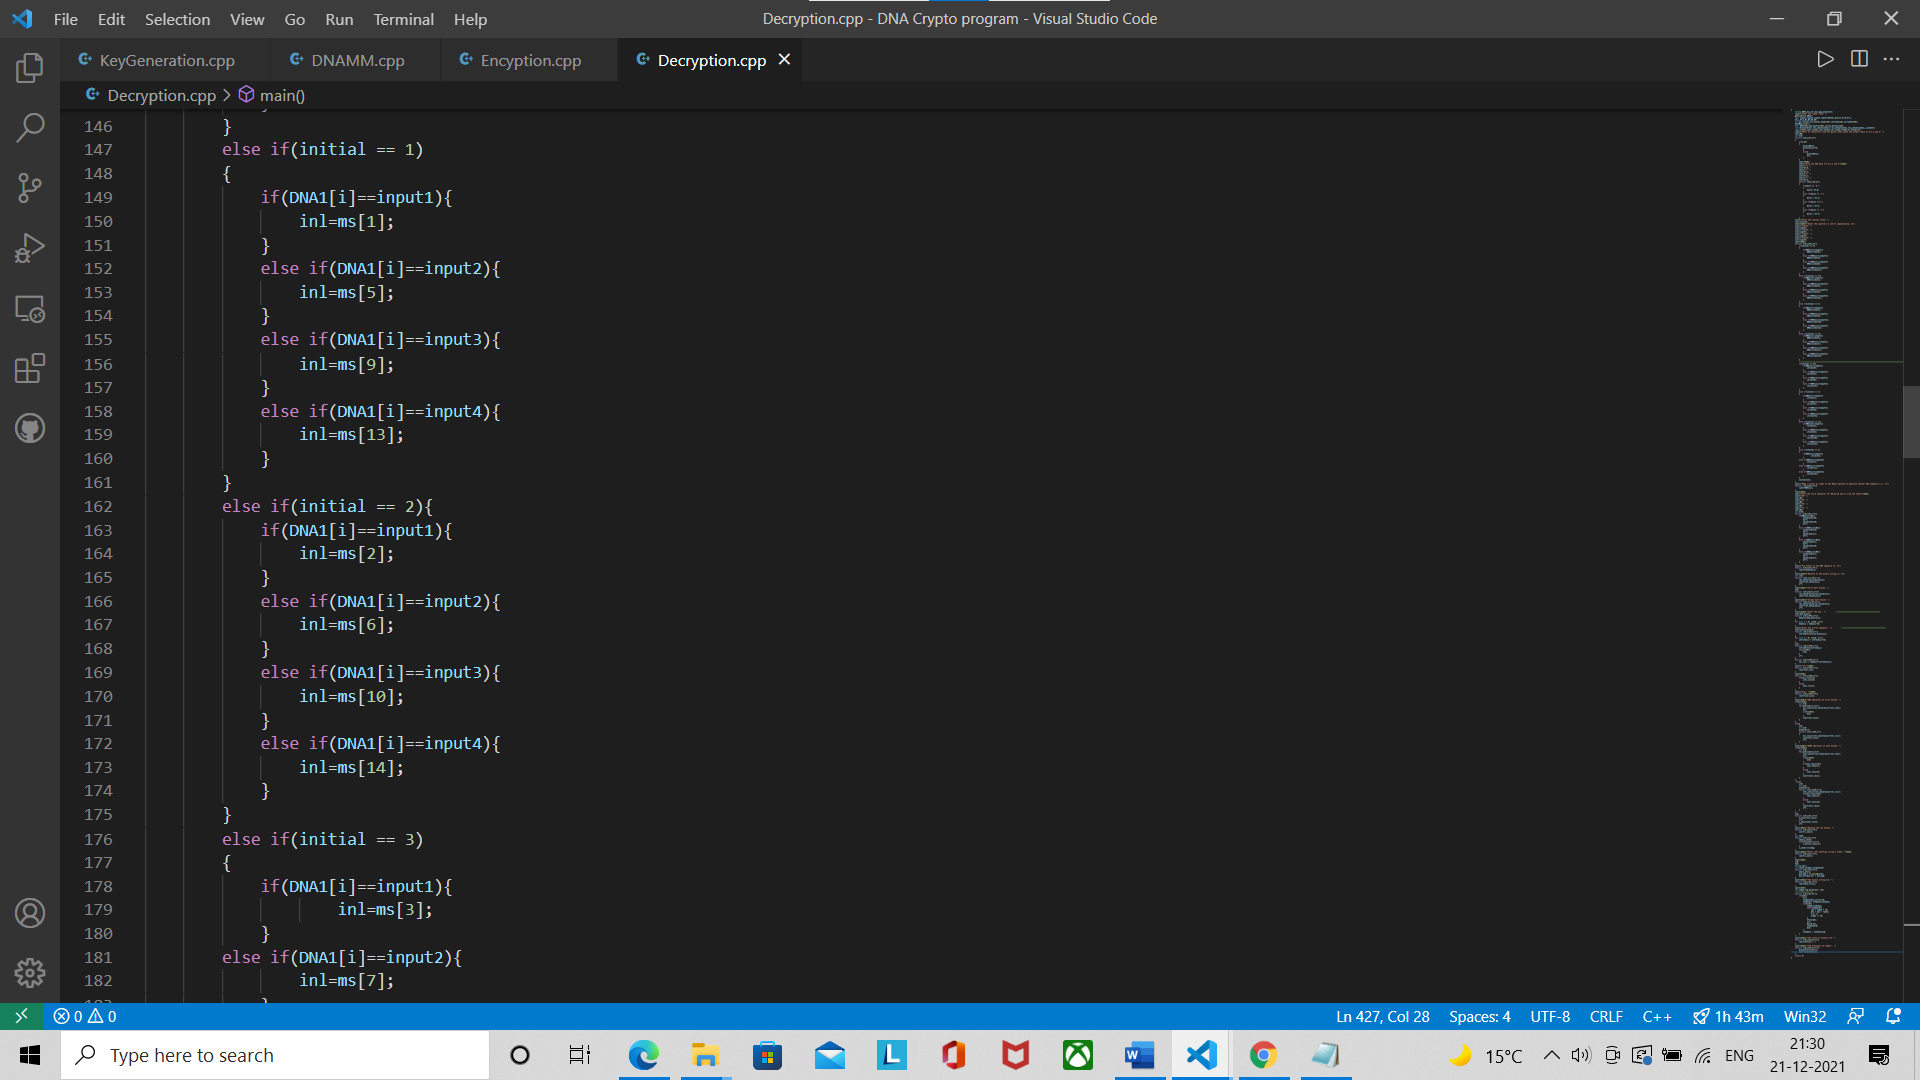 File Edit Selection View Go Run Terminal Help
Decryption.cpp - DNA Crypto program - Visual Studio Code
KeyGeneration.cpp DNAMM.cpp Encyption.cpp Decryption.cpp
Decryption.cpp > main()
146 }
147 else if(initial == 1)
148 {
149 if(DNA1[i]==input1){
150 inl=ms[1];
151 }
152 else if(DNA1[i]==input2){
153 inl=ms[5];
154 }
155 else if(DNA1[i]==input3){
156 inl=ms[9];
157 }
158 else if(DNA1[i]==input4){
159 inl=ms[13];
160 }
161 }
162 else if(initial == 2){
163 if(DNA1[i]==input1){
164 inl=ms[2];
165 }
166 else if(DNA1[i]==input2){
167 inl=ms[6];
168 }
169 else if(DNA1[i]==input3){
170 inl=ms[10];
171 }
172 else if(DNA1[i]==input4){
173 inl=ms[14];
174 }
175 }
176 else if(initial == 3)
177 {
178 if(DNA1[i]==input1){
179 inl=ms[3];
180 }
181 else if(DNA1[i]==input2){
182 inl=ms[7];
0 0 Ln 427, Col 28 Spaces: 4 UTF-8 CRLF C++ 1h 43m Win32
Type here to search
15°C ENG
21:30
21-12-2021